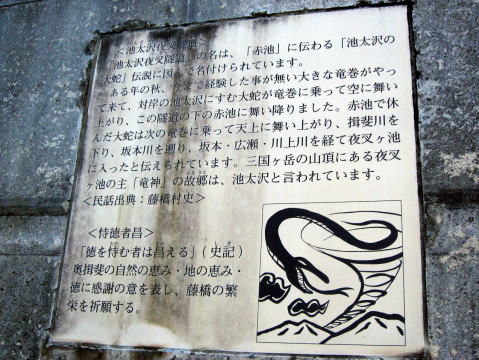 <池太沢夜叉隧道>
「池太沢夜叉隧道」の名は、「赤池」に伝わる「池太沢の
大蛇」伝説に因んで名付けられています。
ある年の秋、今まで経験した事が無い大きな竜巻がやっ
て来て、対岸の池太沢にすむ大蛇が竜巻に乗って空に舞い
上がり、この隧道の下の赤池に舞い降りました。赤池で休
んだ大蛇は次の竜巻に乗って天上に舞い上がり、揖斐川を
下り、坂本川を遡り、坂本・広瀬・川上川を経て夜叉ヶ池
に入ったと伝えられています。三国ヶ岳の山頂にある夜叉
ヶ池の主「竜神」の故郷は、池太沢と言われています。
<民話出典:藤橋村史>
<恃徳者昌>
「徳を恃む者は昌える」(史記)
奥揖斐の自然の恵み・地の恵み・
徳に感謝の意を表し、藤橋の繁
栄を祈願する。